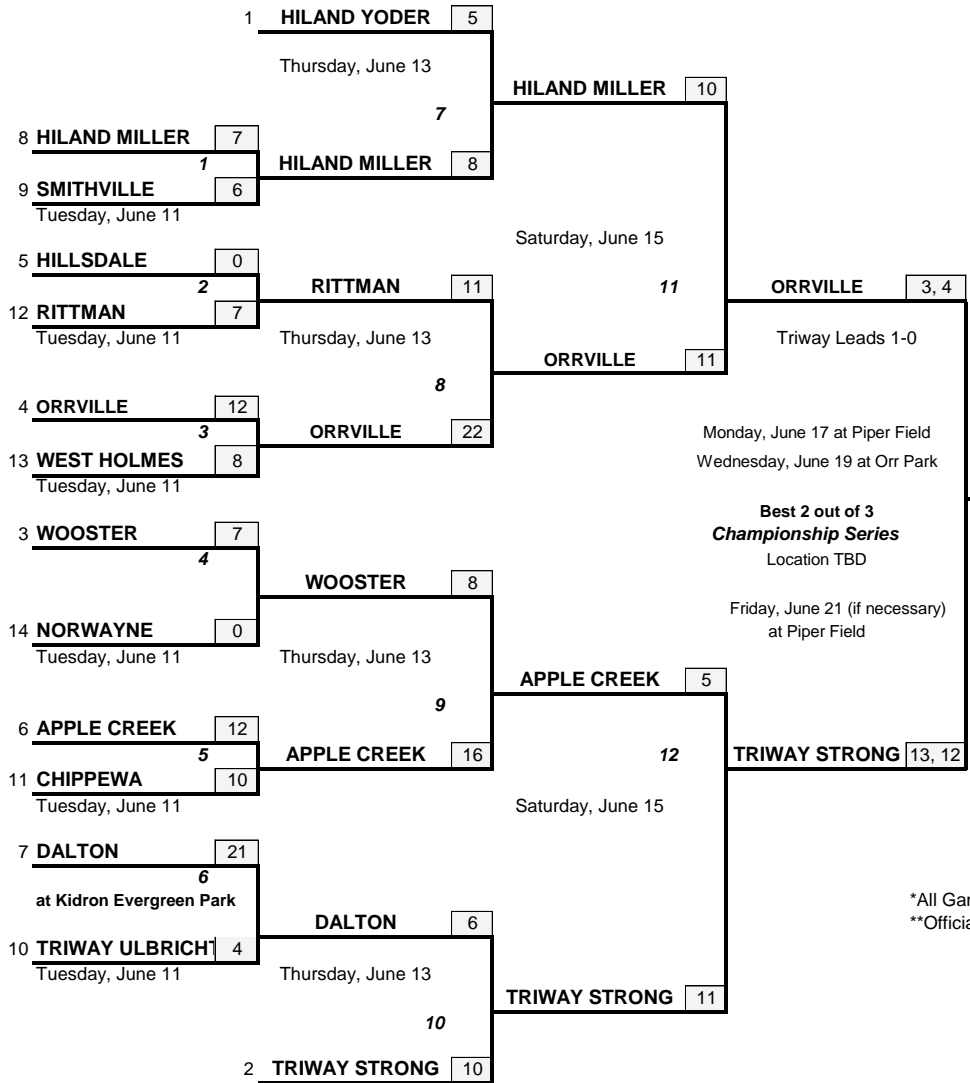 1 HILAND YODER 5
Thursday, June 13
HILAND MILLER 10
7
8 HILAND MILLER 7
1
HILAND MILLER 8
9 SMITHVILLE 6
Tuesday, June 11
Saturday, June 15
5 HILLSDALE 0
2
RITTMAN 11
11
ORRVILLE 3, 4
12 RITTMAN 7
Tuesday, June 11
Thursday, June 13
Triway Leads 1-0
ORRVILLE 11
8
4 ORRVILLE 12
3
ORRVILLE 22
Monday, June 17 at Piper Field
13 WEST HOLMES 8
Wednesday, June 19 at Orr Park
Tuesday, June 11
Best 2 out of 3
3 WOOSTER 7
Championship Series
4
Location TBD
WOOSTER 8
Friday, June 21 (if necessary)
14 NORWAYNE 0
at Piper Field
Tuesday, June 11
Thursday, June 13
APPLE CREEK 5
9
6 APPLE CREEK 12
5
APPLE CREEK 16
12
TRIWAY STRONG 13, 12
11 CHIPPEWA 10
Tuesday, June 11
Saturday, June 15
7 DALTON 21
6
at Kidron Evergreen Park
*All Gar
DALTON 6
**Officia
10 TRIWAY ULBRICHT 4
Tuesday, June 11
Thursday, June 13
TRIWAY STRONG 11
10
2 TRIWAY STRONG 10